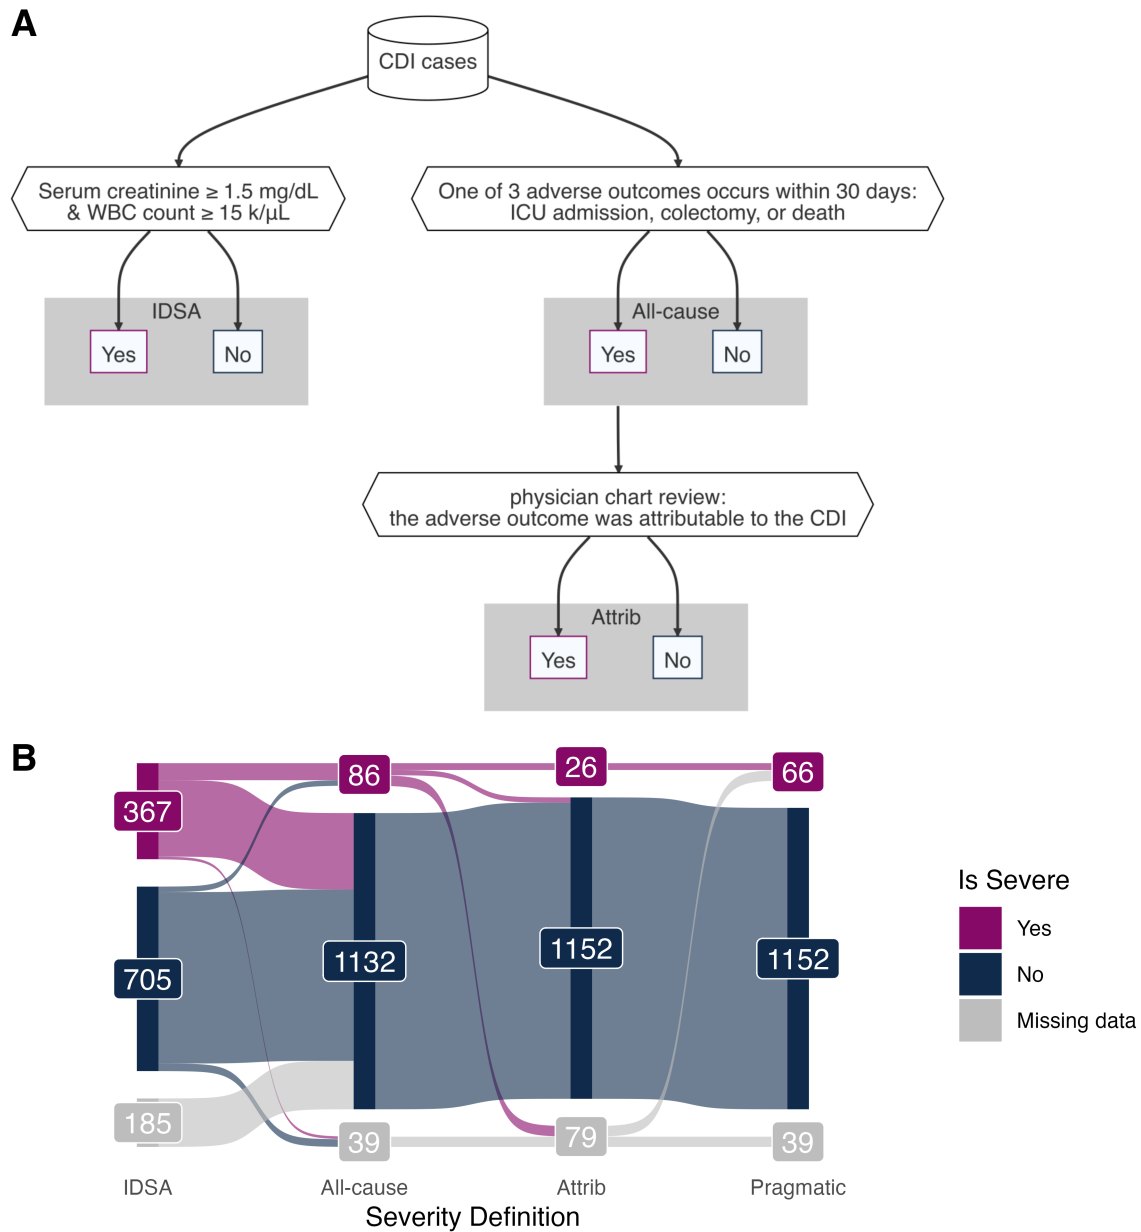 A
CDI cases
Serum creatinine ≥ 1.5 mg/dL
& WBC count ≥ 15 k/µL
One of 3 adverse outcomes occurs within 30 days:
ICU admission, colectomy, or death
IDSA
Yes
No
All-cause
Yes
No
physician chart review:
the adverse outcome was attributable to the CDI
Attrib
Yes
No
B
367
705
185
86
1132
39
26
1152
79
66
1152
39
IDSA
All-cause
Attrib
Pragmatic
Severity Definition
Is Severe
Yes
No
Missing data